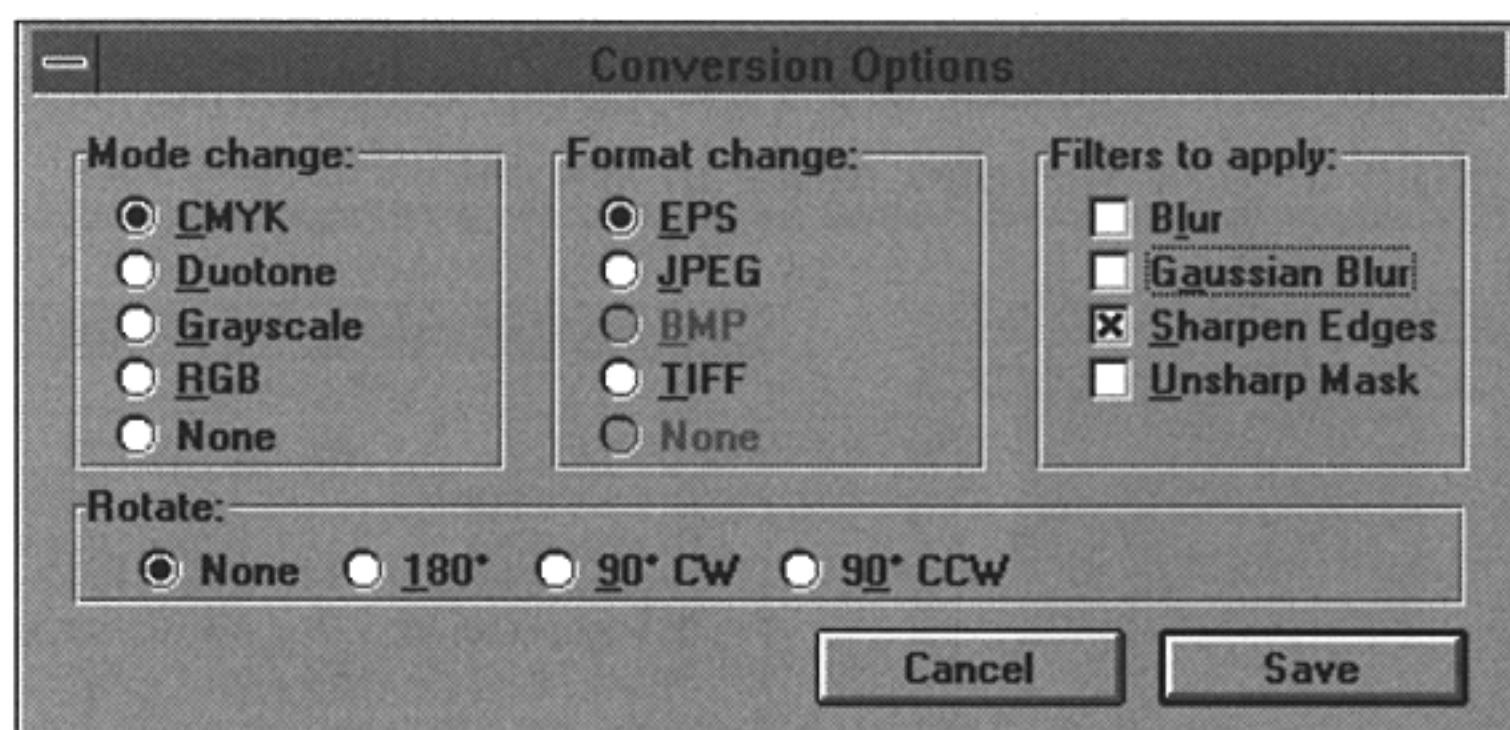 Conversion Options
Mode change:
CMYK
Duotone
Grayscale
RGB
None
Format change:
EPS
JPEG
BMP
TIFF
None
Filters to apply:
Blur
Gaussian Blur
Sharpen Edges
Unsharp Mask
Rotate:
None 180° 90° CW 90° CCW
Cancel Save